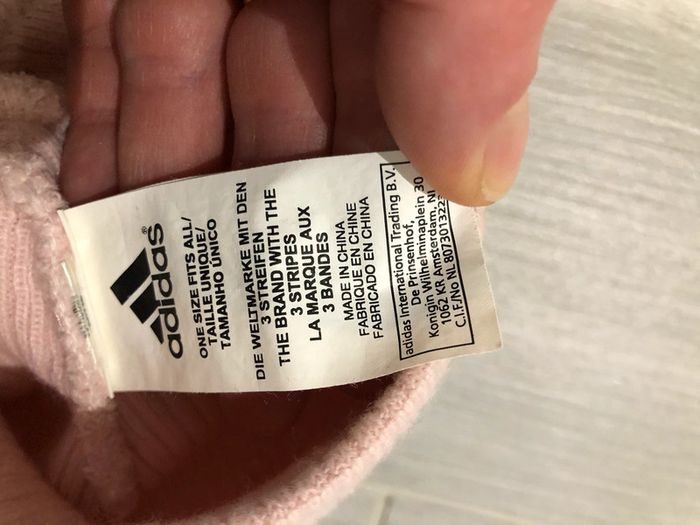 adidas®
ONE SIZE FITS ALL/
TAILLE UNIQUE/
TAMANHO ÚNICO
DIE WELTMARKE MIT DEN
3 STREIFEN
THE BRAND WITH THE
3 STRIPES
LA MARQUE AUX
3 BANDES
MADE IN CHINA
FABRIQUE EN CHINE
FABRICADO EN CHINA
adidas International Trading B.V.
De Prinsenhof,
Konigin Wilhelminaplein 30
1062 KR Amsterdam,
C.I.F/No NL